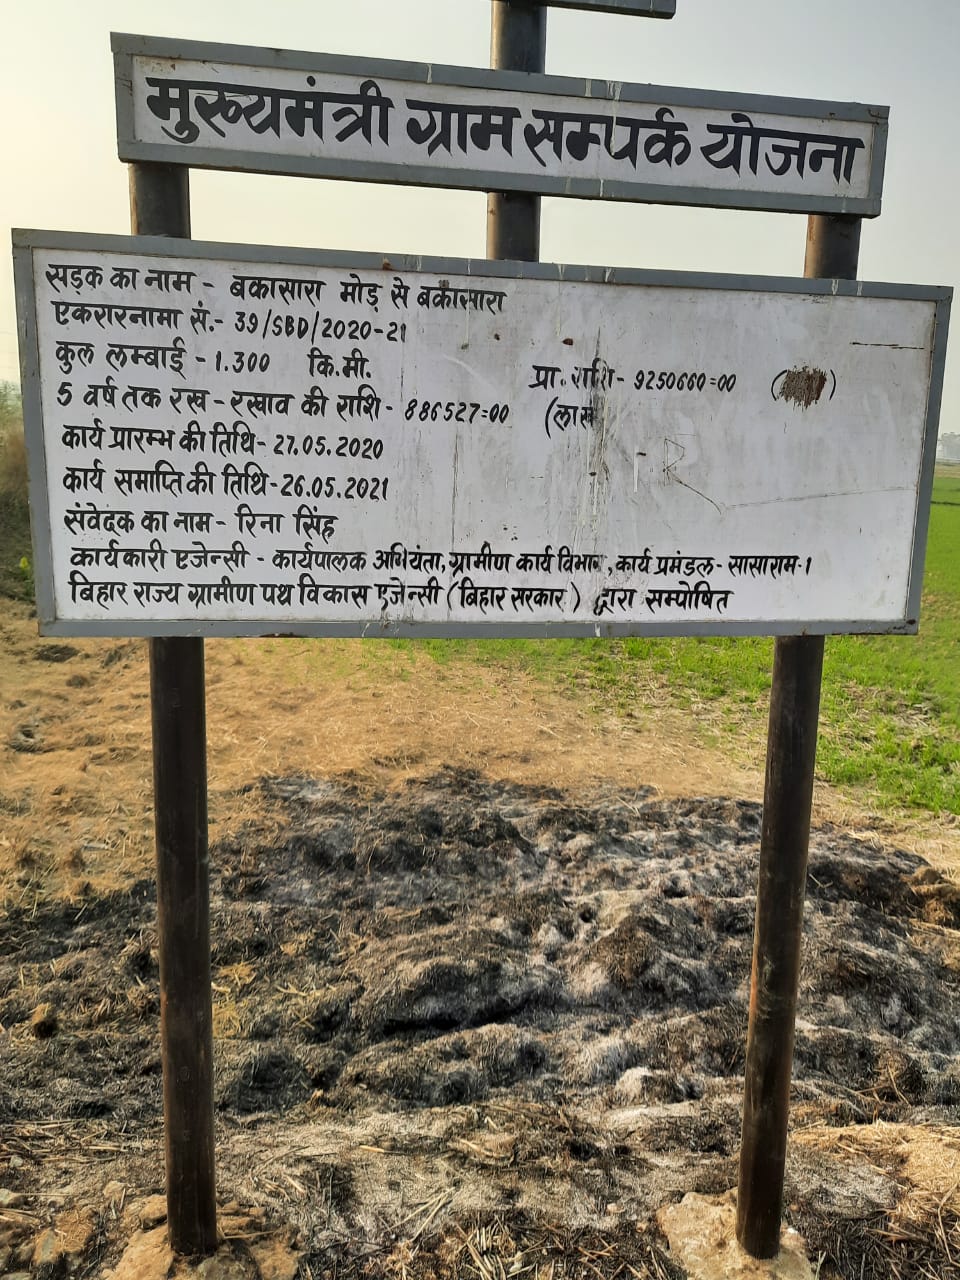 मुख्यमंत्री ग्राम सम्पर्क योजना
सड़क का नाम - बकासारा मोड़ से बकासारा
एकरारनामा सं.- 39/SBD/2020-21
कुल लम्बाई - 1.300 कि.मी. प्रा. राशि - 9250660=00
5 वर्ष तक रख - रखाव की राशि - 886527=00 (लाख
कार्य प्रारम्भ की तिथि - 27.05.2020
कार्य समाप्ति की तिथि - 26.05.2021
संवेदक का नाम - रिना सिंह
कार्यकारी एजेन्सी - कार्यपालक अभियंता, ग्रामीण कार्य विभाग, कार्य प्रमंडल - सासाराम-1
बिहार राज्य ग्रामीण पथ विकास एजेन्सी (बिहार सरकार) द्वारा सम्पोषित